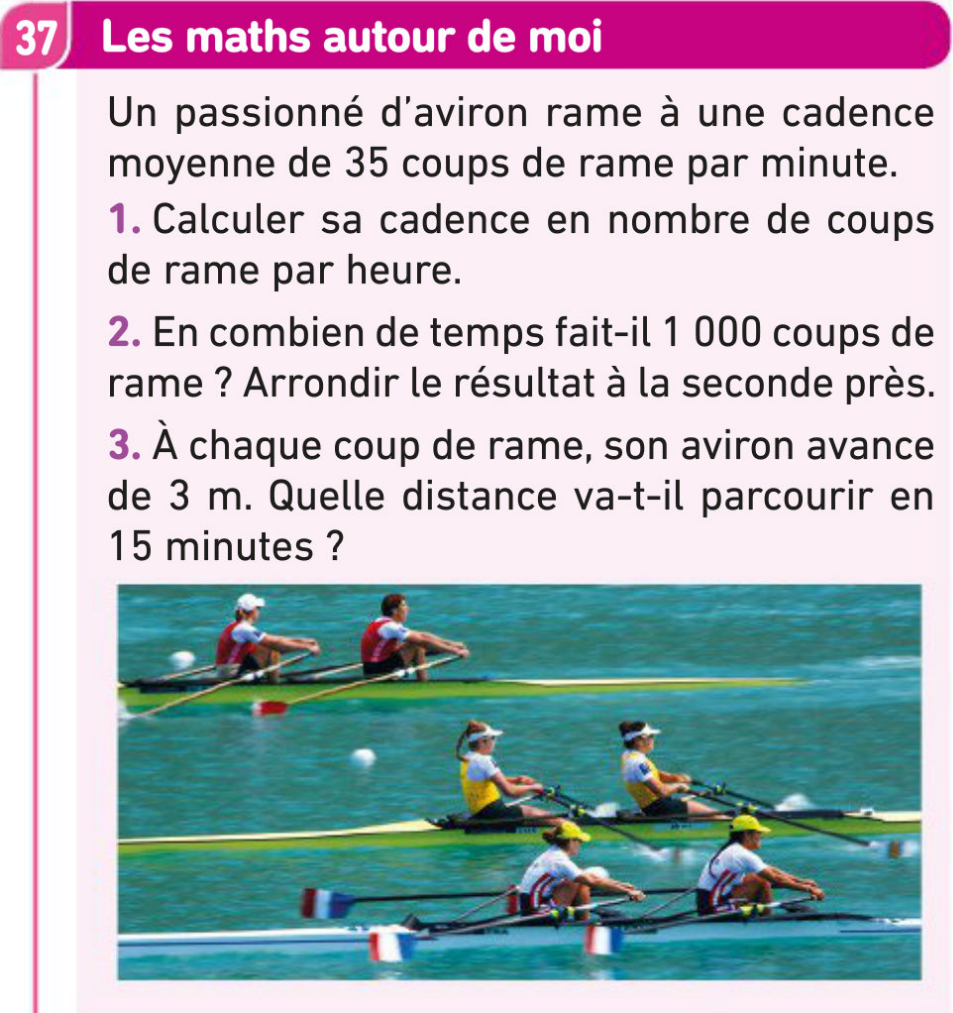 37 Les maths autour de moi
Un passionné d'aviron rame à une cadence
moyenne de 35 coups de rame par minute.
1. Calculer sa cadence en nombre de coups
de rame par heure.
2. En combien de temps fait-il 1 000 coups de
rame ? Arrondir le résultat à la seconde près.
3. À chaque coup de rame, son aviron avance
de 3 m. Quelle distance va-t-il parcourir en
15 minutes ?